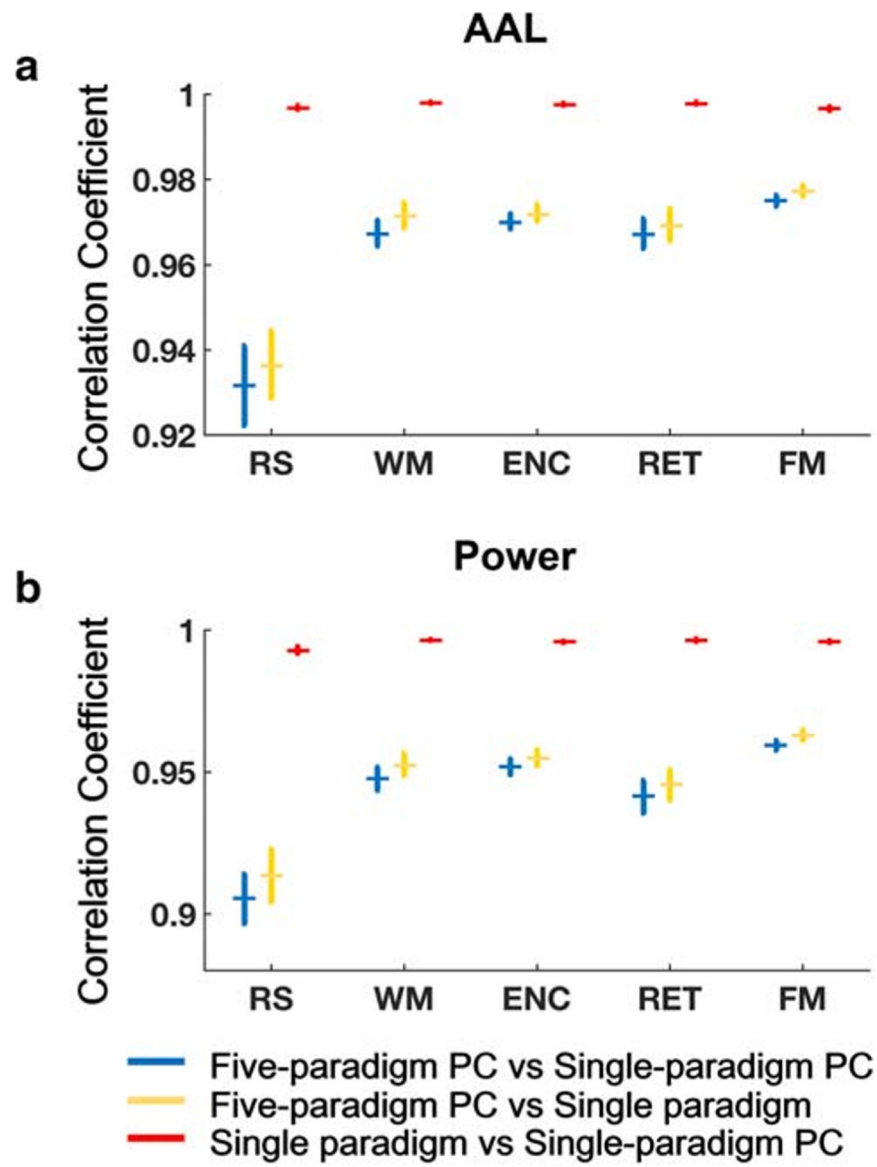 AAL
a
Correlation Coefficient
1
0.98
0.96
0.94
0.92
RS WM ENC RET FM
Power
b
Correlation Coefficient
1
0.95
0.9
RS WM ENC RET FM
Five-paradigm PC vs Single-paradigm PC
Five-paradigm PC vs Single paradigm
Single paradigm vs Single-paradigm PC